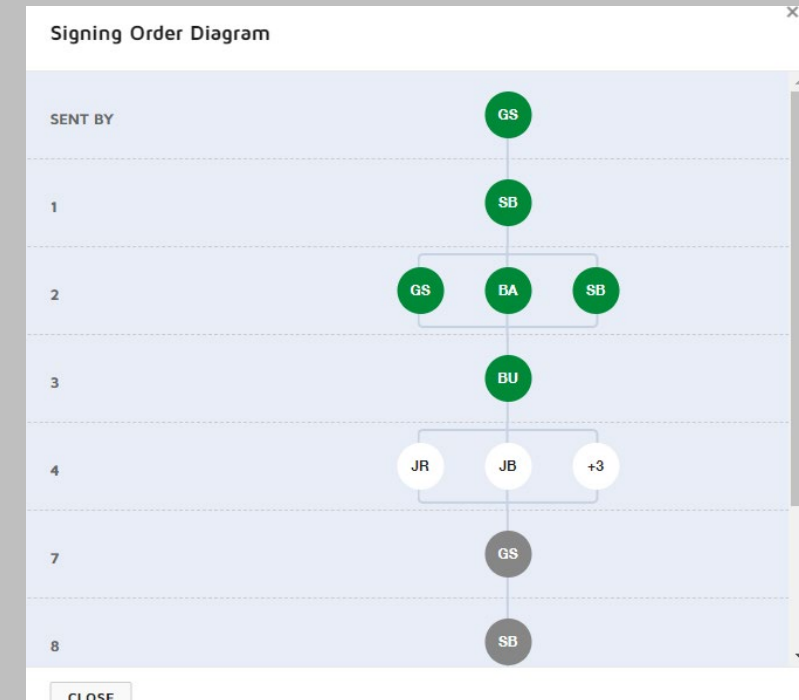 Signing Order Diagram
×
SENT BY
GS
1
SB
2
GS BA SB
3
BU
4
JR JB +3
7
GS
8
SB
CLOSE